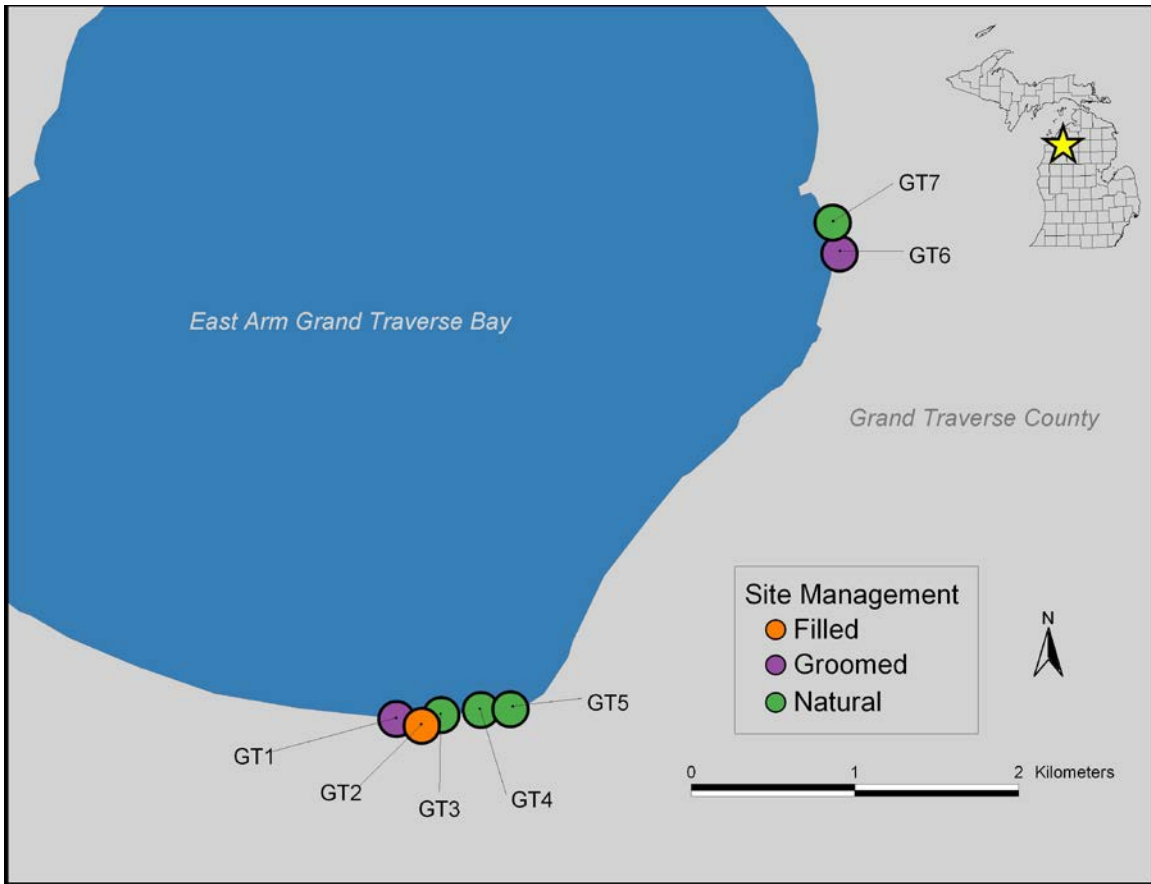 GT7
GT6
East Arm Grand Traverse Bay
Grand Traverse County
Site Management
Filled
Groomed
Natural
N
GT5
GT1
GT2
GT3
GT4
0 1 2 Kilometers